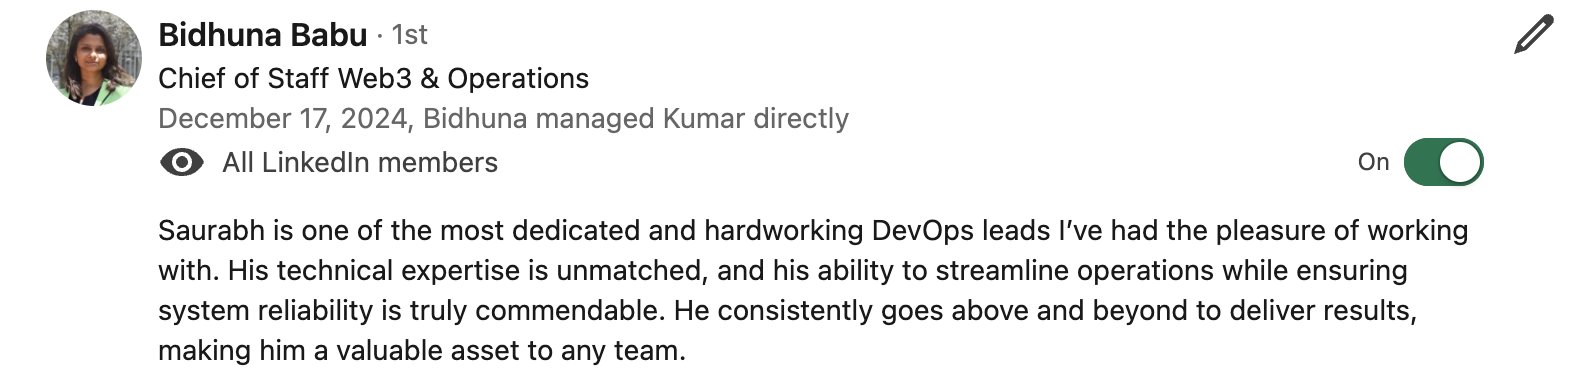 Bidhuna Babu · 1st
Chief of Staff Web3 & Operations
December 17, 2024, Bidhuna managed Kumar directly
All LinkedIn members
On
Saurabh is one of the most dedicated and hardworking DevOps leads I’ve had the pleasure of working
with. His technical expertise is unmatched, and his ability to streamline operations while ensuring
system reliability is truly commendable. He consistently goes above and beyond to deliver results,
making him a valuable asset to any team.